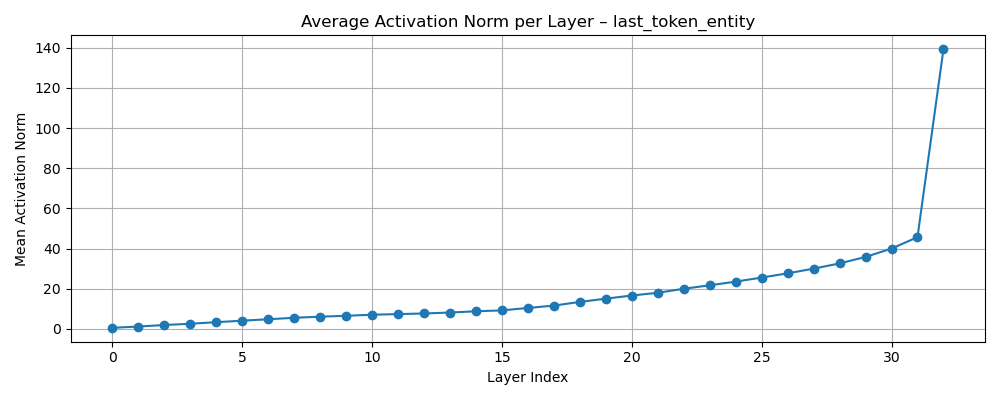 Average Activation Norm per Layer – last_token_entity
140
120
100
80
60
40
20
0
Mean Activation Norm
0 5 10 15 20 25 30
Layer Index